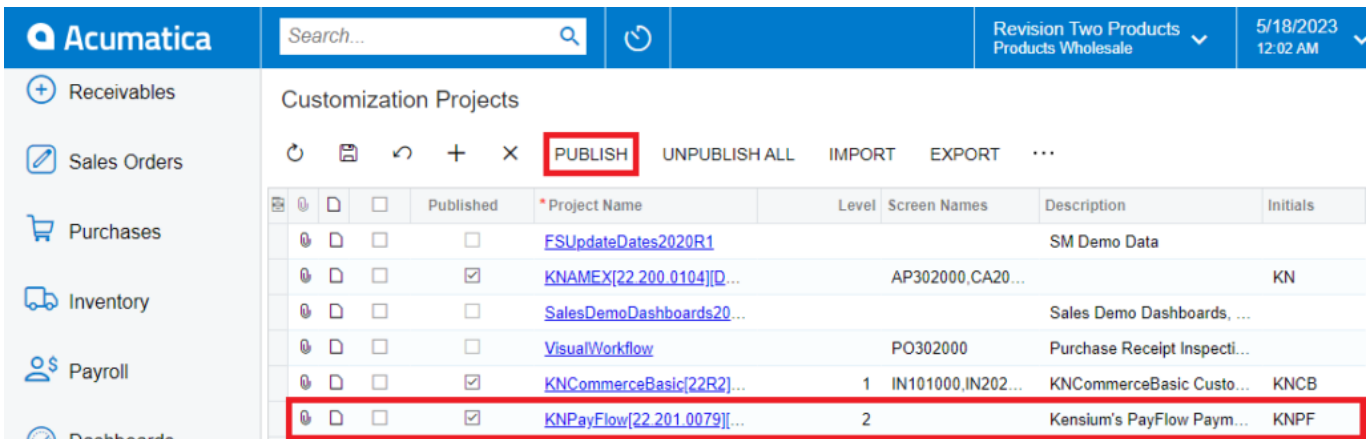 Acumatica
Search...
Revision Two Products
Products Wholesale
5/18/2023
12:02 AM
Receivables
Sales Orders
Purchases
Inventory
Payroll
Dashboards
Customization Projects
PUBLISH UNPUBLISH ALL IMPORT EXPORT ...
Published *Project Name Level Screen Names Description Initials
FSUpdateDates2020R1 SM Demo Data
KNAMEX[22.200.0104][D... AP302000,CA20... KN
SalesDemoDashboards20... Sales Demo Dashboards, ...
VisualWorkflow PO302000 Purchase Receipt Inspecti...
KNCommerceBasic[22R2]... 1 IN101000,IN202... KNCommerceBasic Custo... KNCB
KNPayFlow[22.201.0079][... 2 Kensium's PayFlow Paym... KNPF